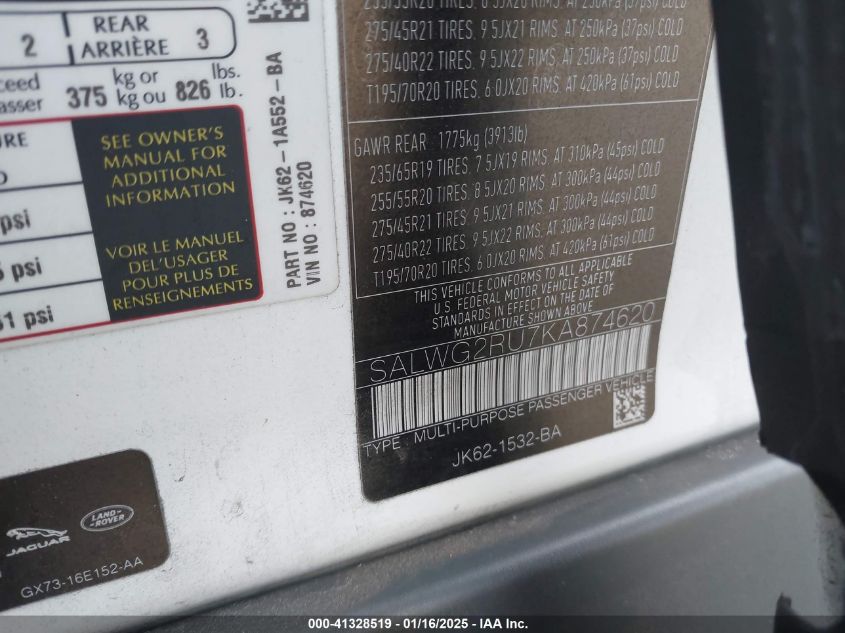 2 REAR ARRIÈRE 3
375 kg or kg ou 826 lbs. lb.
SEE OWNER'S
MANUAL FOR
ADDITIONAL
INFORMATION
VOIR LE MANUEL
DEL'USAGER
POUR PLUS DE
RENSEIGNEMENTS
psi
psi
psi
PART NO : JK62-1A552-BA
VIN NO : 874620
275/45R21 TIRES. 9 5JX21 RIMS. AT 250kPa (37psi) COLD
275/40R22 TIRES. 9 5JX22 RIMS. AT 250kPa (37psi) COLD
T195/70R20 TIRES. 6 0JX20 RIMS. AT 420kPa (61psi) COLD
GAWR REAR 1775kg (3913lb)
235/65R19 TIRES. 7 5JX19 RIMS. AT 310kPa (45psi) COLD
255/55R20 TIRES. 8 5JX20 RIMS. AT 300kPa (44psi) COLD
275/45R21 TIRES. 9 5JX21 RIMS. AT 300kPa (44psi) COLD
275/40R22 TIRES. 9 5JX22 RIMS. AT 300kPa (44psi) COLD
T195/70R20 TIRES. 6 0JX20 RIMS. AT 420kPa (61psi) COLD
THIS VEHICLE CONFORMS TO ALL APPLICABLE
U.S. FEDERAL MOTOR VEHICLE SAFETY
STANDARDS IN EFFECT ON THE DATE OF
MANUFACTURE SHOWN ABOVE
SALWG2RU7KA874620
TYPE. MULTI-PURPOSE PASSENGER VEHICLE
JK62-1532-BA
JAGUAR
LAND-ROVER
GX73-16E152-AA
000-41328519 - 01/16/2025 - IAA Inc.